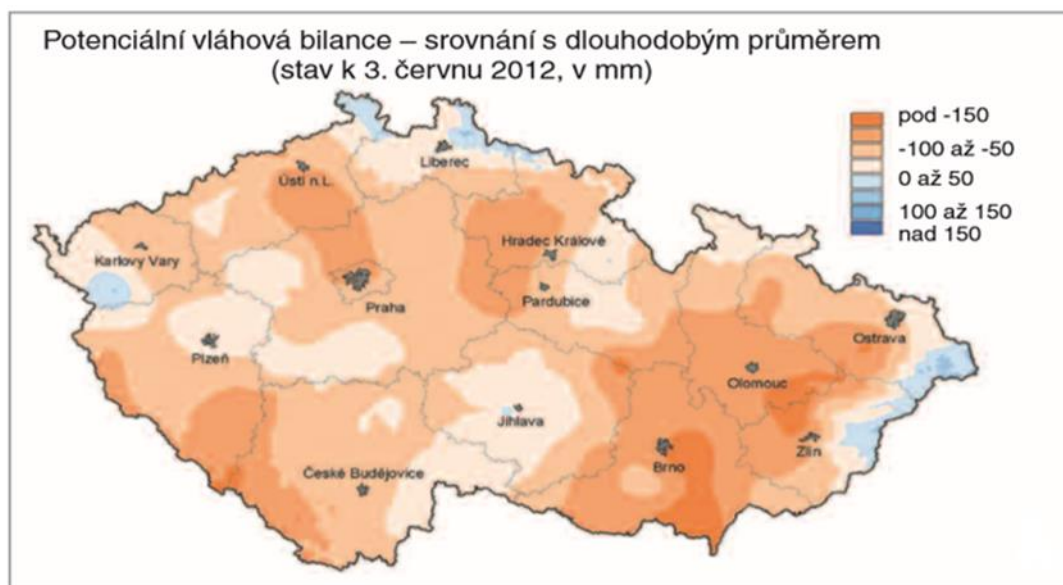 Potenciální vláhová bilance – srovnání s dlouhodobým průměrem
(stav k 3. červnu 2012, v mm)
pod -150
-100 až -50
0 až 50
100 až 150
nad 150
Liberec
Ústí n.L.
Hradec Králové
Karlovy Vary
Pardubice
Praha
Ostrava
Plzeň
Olomouc
Jihlava
Zlín
Brno
České Budějovice